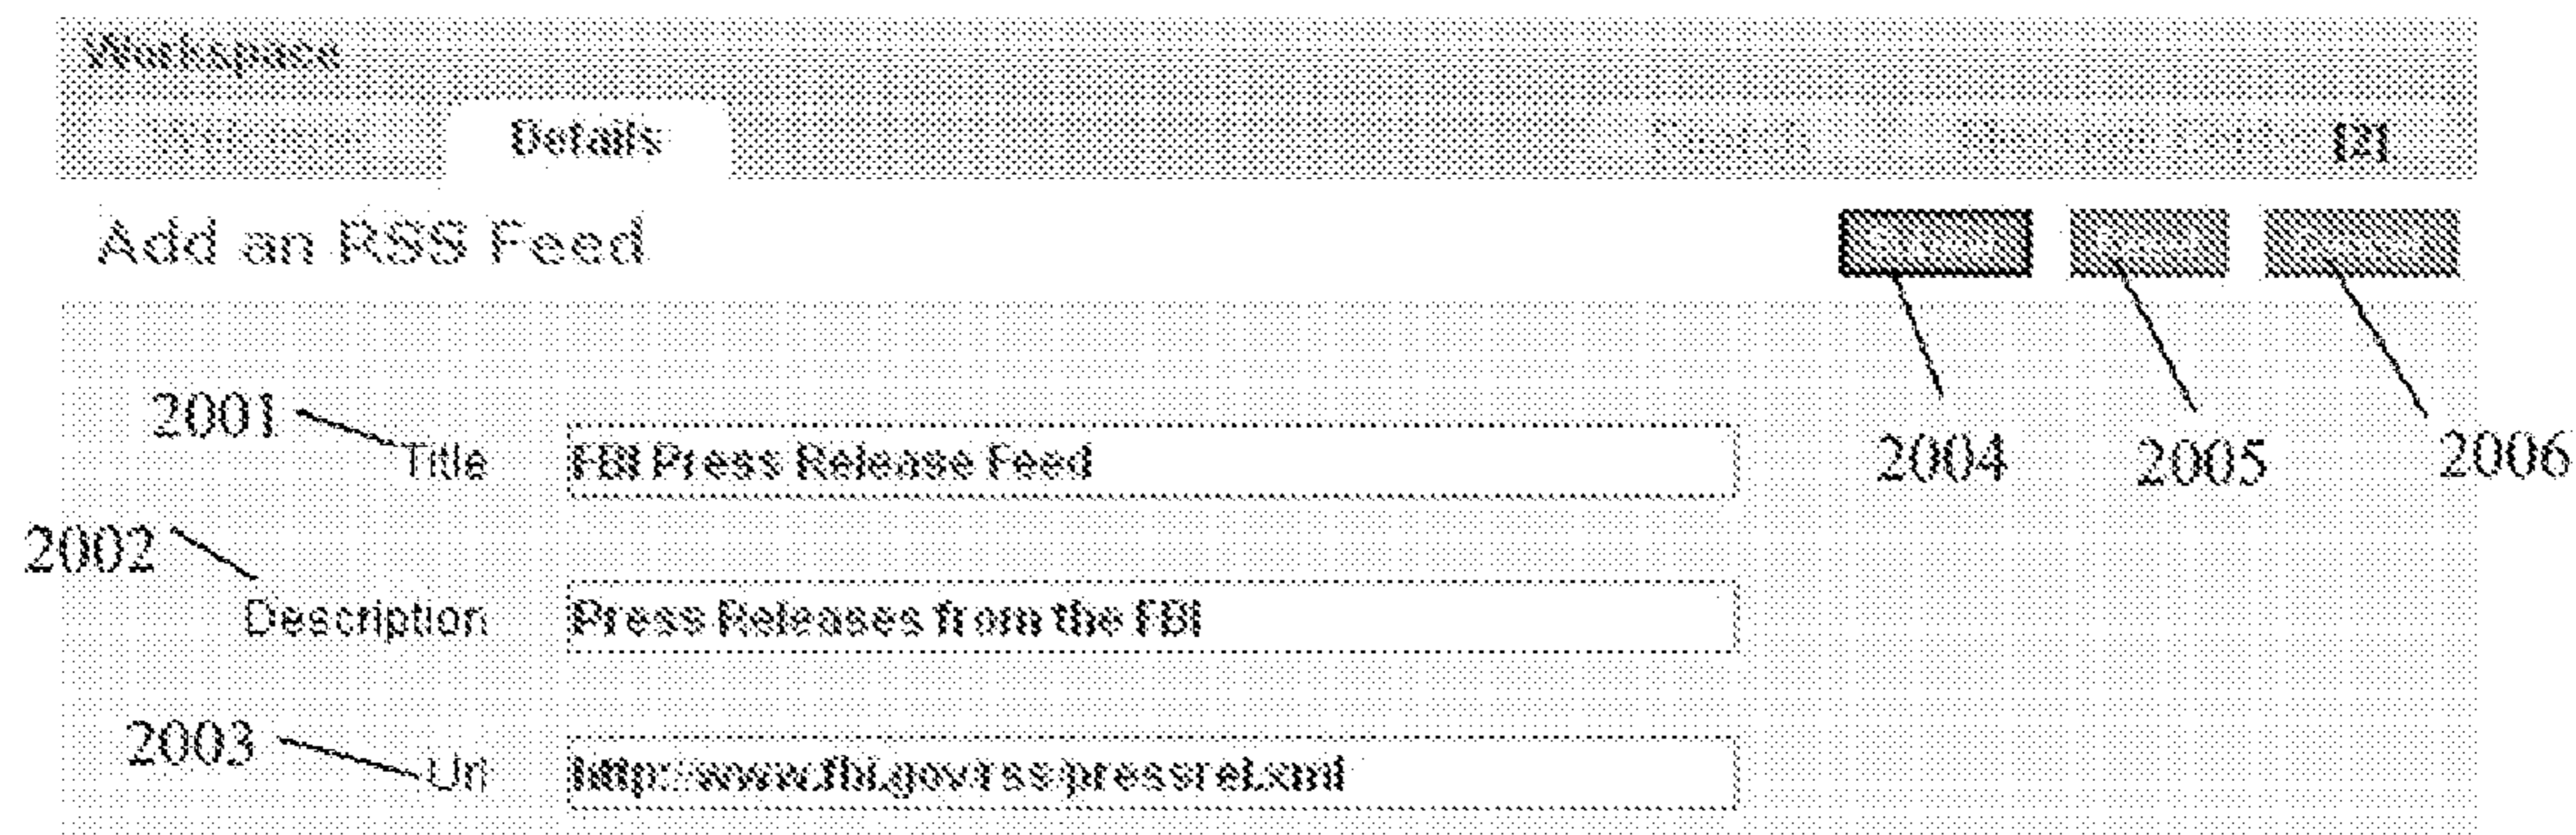 Workspace
Details [2]
Add an RSS Feed
2001
Title FBI Press Release Feed
2004 2005 2006
2002
Description Press Releases from the FBI
2003
Url http://www.fbi.gov/rss/pressrel.xml